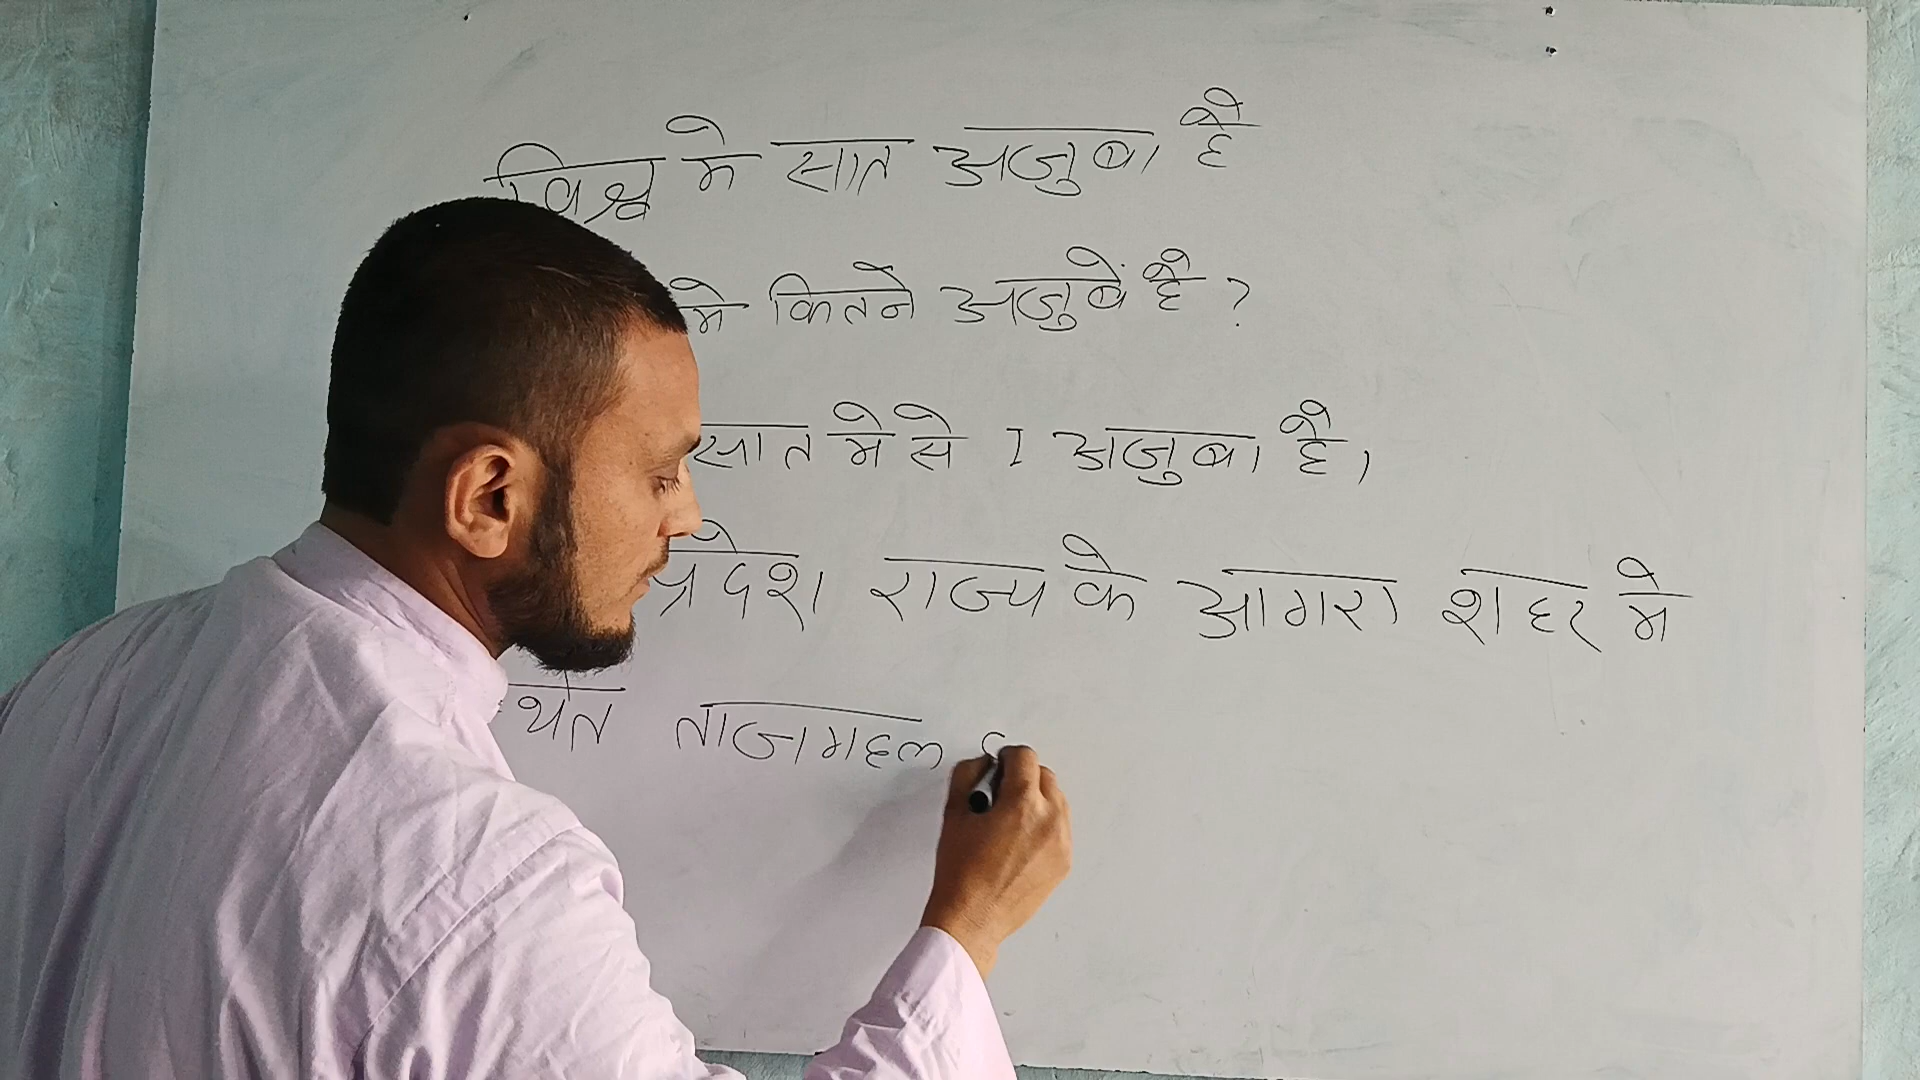 विश्व मे सात अजुबा है
मे कितने अजुबें है ?
सात मे से 1 अजुबा है।
प्रदेश राज्य के आगरा शहर मे
ताजमहल